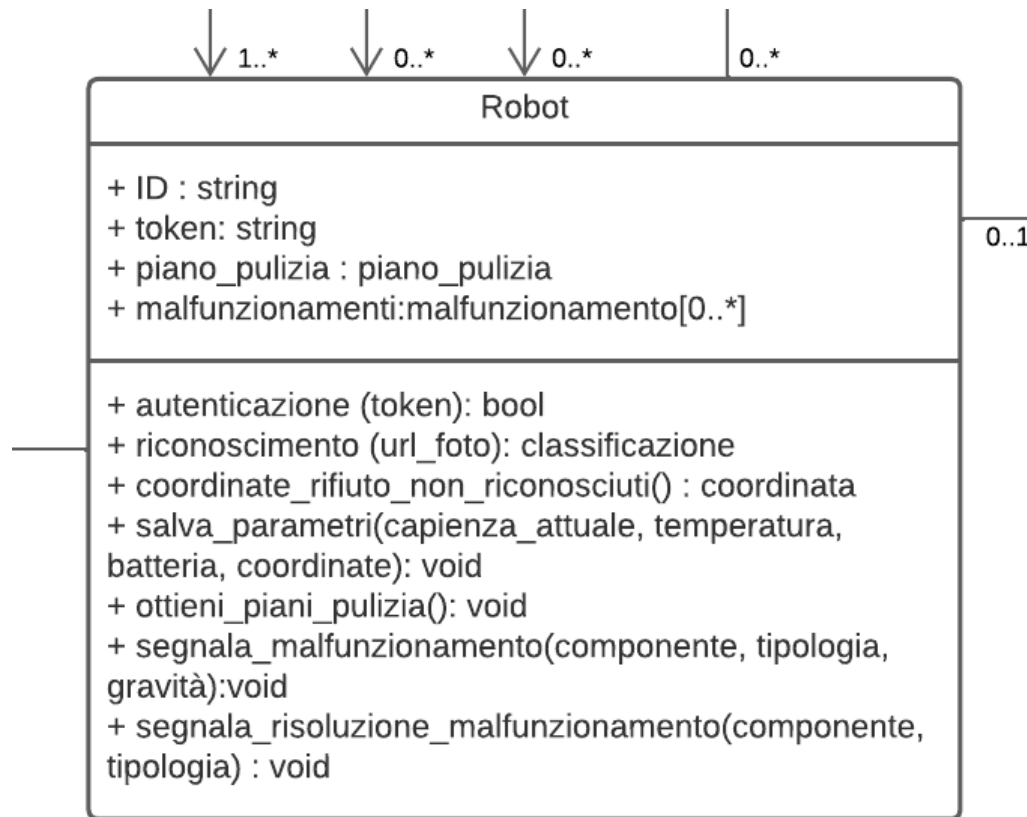 1..* 0..* 0..* 0..*
Robot
+ ID : string
+ token: string
0..1
+ piano_pulizia : piano_pulizia
+ malfunzionamenti:malfunzionamento[0..*]
+ autenticazione (token): bool
+ riconoscimento (url_foto): classificazione
+ coordinate_rifiuto_non_riconosciuti() : coordinata
+ salva_parametri(capienza_attuale, temperatura,
batteria, coordinate): void
+ ottieni_piani_pulizia(): void
+ segnala_malfunzionamento(componente, tipologia,
gravità):void
+ segnala_risoluzione_malfunzionamento(componente,
tipologia) : void